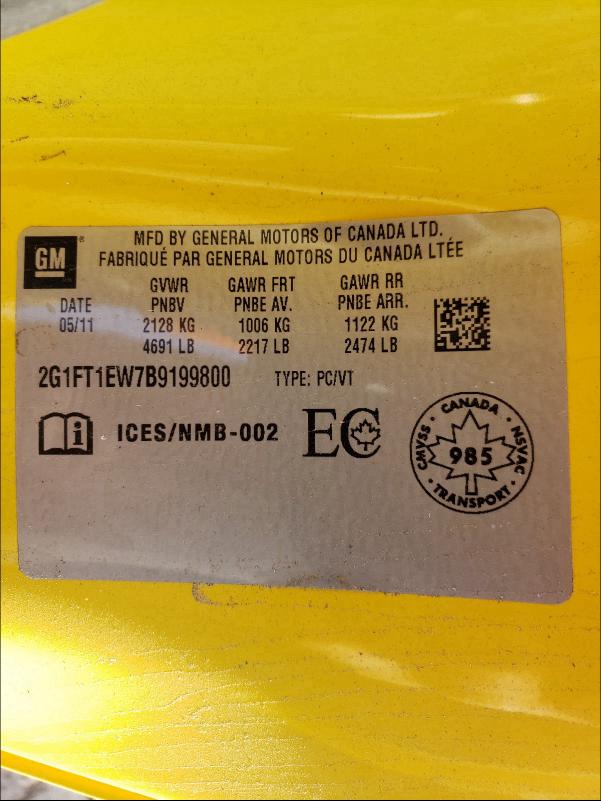 GM
MFD BY GENERAL MOTORS OF CANADA LTD.
FABRIQUÉ PAR GENERAL MOTORS DU CANADA LTÉE
GVWR GAWR FRT GAWR RR
DATE PNBV PNBE AV. PNBE ARR.
05/11 2128 KG 1006 KG 1122 KG
4691 LB 2217 LB 2474 LB
2G1FT1EW7B9199800 TYPE: PC/VT
i ICES/NMB-002 EC
CANADA
CMVSS 985 NSVAC
TRANSPORT